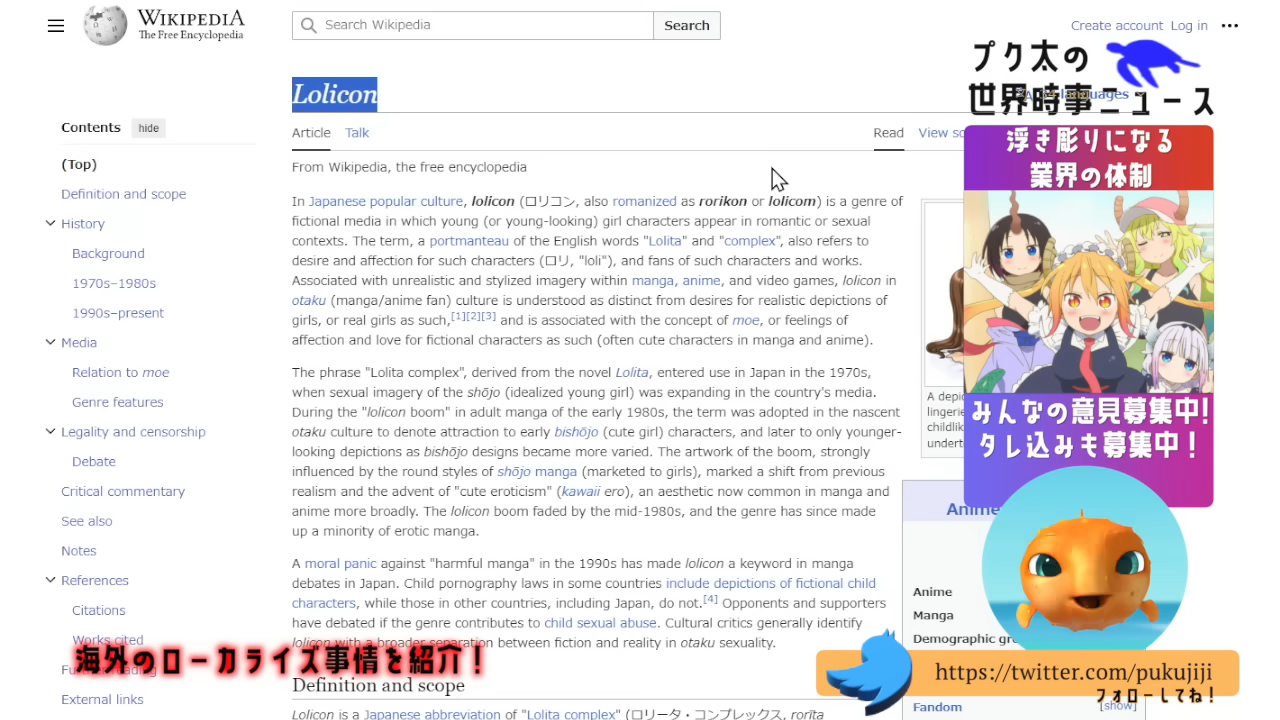 WIKIPEDIA
The Free Encyclopedia
Search Wikipedia
Search
Create account Log in
プク太の
世界時事ニュース
Lolicon
languages
Contents hide
Article Talk
Read
(Top)
Definition and scope
History
Background
1970s–1980s
1990s–present
Media
Relation to moe
Genre features
Legality and censorship
Debate
Critical commentary
See also
Notes
References
Citations
Works cited
External links
From Wikipedia, the free encyclopedia
In Japanese popular culture, lolicon (ロリコン, also romanized as rorikon or lolicom) is a genre of
fictional media in which young (or young-looking) girl characters appear in romantic or sexual
contexts. The term, a portmanteau of the English words "Lolita" and "complex", also refers to
desire and affection for such characters (ロリ, "loli"), and fans of such characters and works.
Associated with unrealistic and stylized imagery within manga, anime, and video games, lolicon in
otaku (manga/anime fan) culture is understood as distinct from desires for realistic depictions of
girls, or real girls as such,[1][2][3] and is associated with the concept of moe, or feelings of
affection and love for fictional characters as such (often cute characters in manga and anime).
The phrase "Lolita complex", derived from the novel Lolita, entered use in Japan in the 1970s,
when sexual imagery of the shōjo (idealized young girl) was expanding in the country's media.
During the "lolicon boom" in adult manga of the early 1980s, the term was adopted in the nascent
otaku culture to denote attraction to early bishōjo (cute girl) characters, and later to only younger-
looking depictions as bishōjo designs became more varied. The artwork of the boom, strongly
influenced by the round styles of shōjo manga (marketed to girls), marked a shift from previous
realism and the advent of "cute eroticism" (kawaii ero), an aesthetic now common in manga and
anime more broadly. The lolicon boom faded by the mid-1980s, and the genre has since made
up a minority of erotic manga.
A moral panic against "harmful manga" in the 1990s has made lolicon a keyword in manga
debates in Japan. Child pornography laws in some countries include depictions of fictional child
characters, while those in other countries, including Japan, do not.[4] Opponents and supporters
have debated if the genre contributes to child sexual abuse. Cultural critics generally identify
lolicon with a broader separation between fiction and reality in otaku sexuality.
Definition and scope
Lolicon is a Japanese abbreviation of "Lolita complex" (ロリータ・コンプレックス, rorīta
浮き彫りになる
業界の体制
みんなの意見募集中!
タレ込みも募集中!
A depic
lingerie
childlik
undert
Anime
Anime
Manga
Demographic gro
Fandom
[show]
海外のローカライズ事情を紹介!
https://twitter.com/pukujiji
フォローしてね!